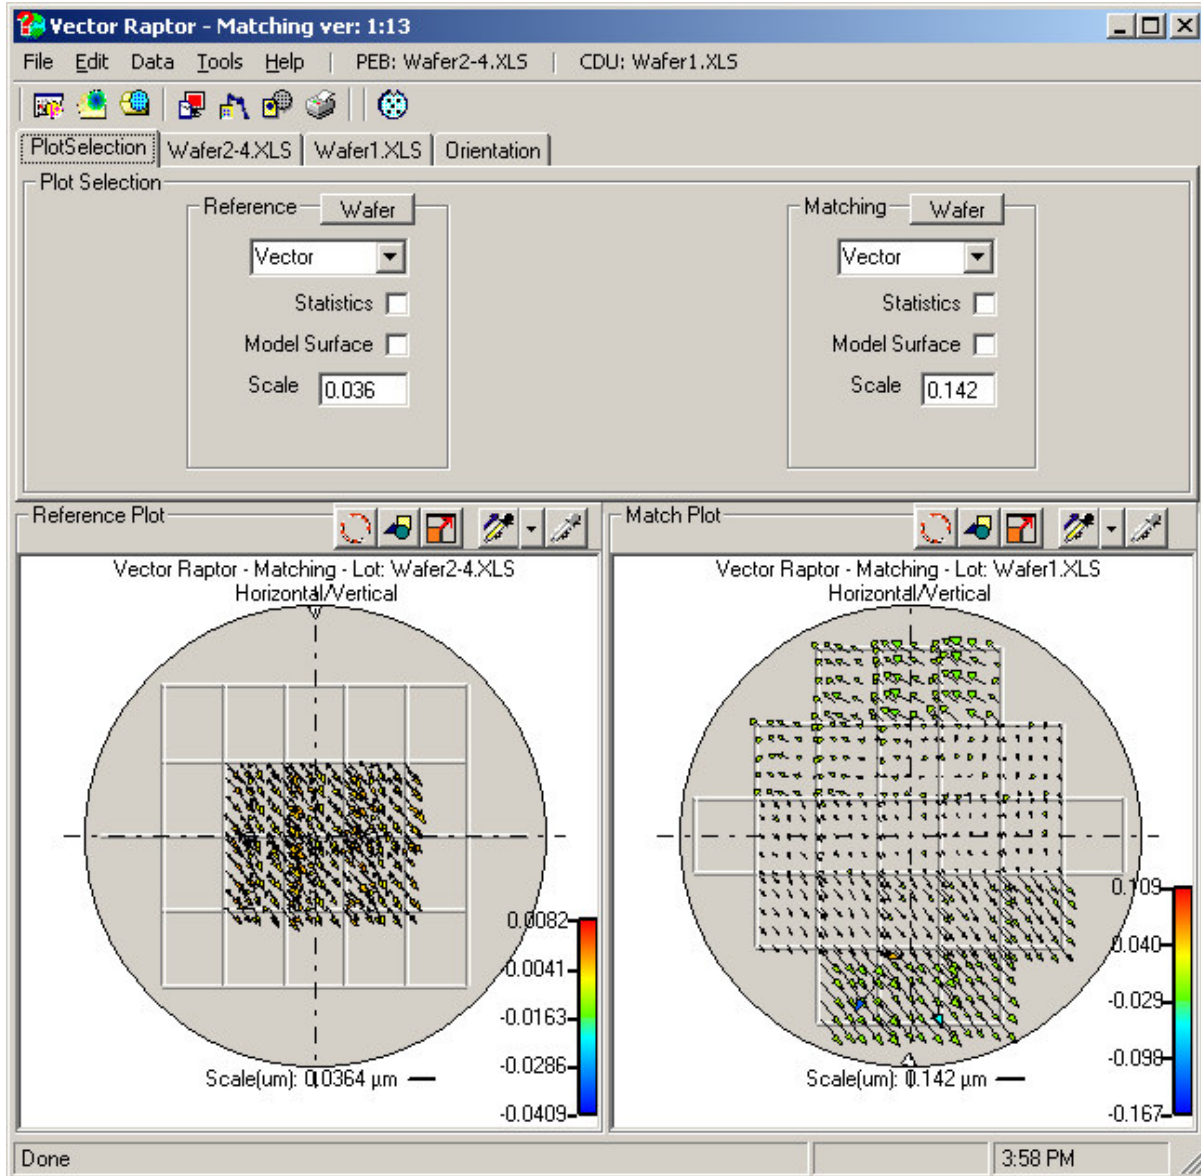 Vector Raptor - Matching ver: 1:13
File Edit Data Tools Help | PEB: Wafer2-4.XLS | CDU: Wafer1.XLS
PlotSelection Wafer2-4.XLS Wafer1.XLS Orientation
Plot Selection
Reference Wafer
Vector
Statistics
Model Surface
Scale 0.036
Matching Wafer
Vector
Statistics
Model Surface
Scale 0.142
Reference Plot
Vector Raptor - Matching - Lot: Wafer2-4.XLS
Horizontal/Vertical
0.0082
-0.0041
-0.0163
-0.0286
-0.0409
Scale(um): 0.0364 µm
Match Plot
Vector Raptor - Matching - Lot: Wafer1.XLS
Horizontal/Vertical
0.109
0.040
-0.029
-0.098
-0.167
Scale(um): 0.142 µm
Done
3:58 PM